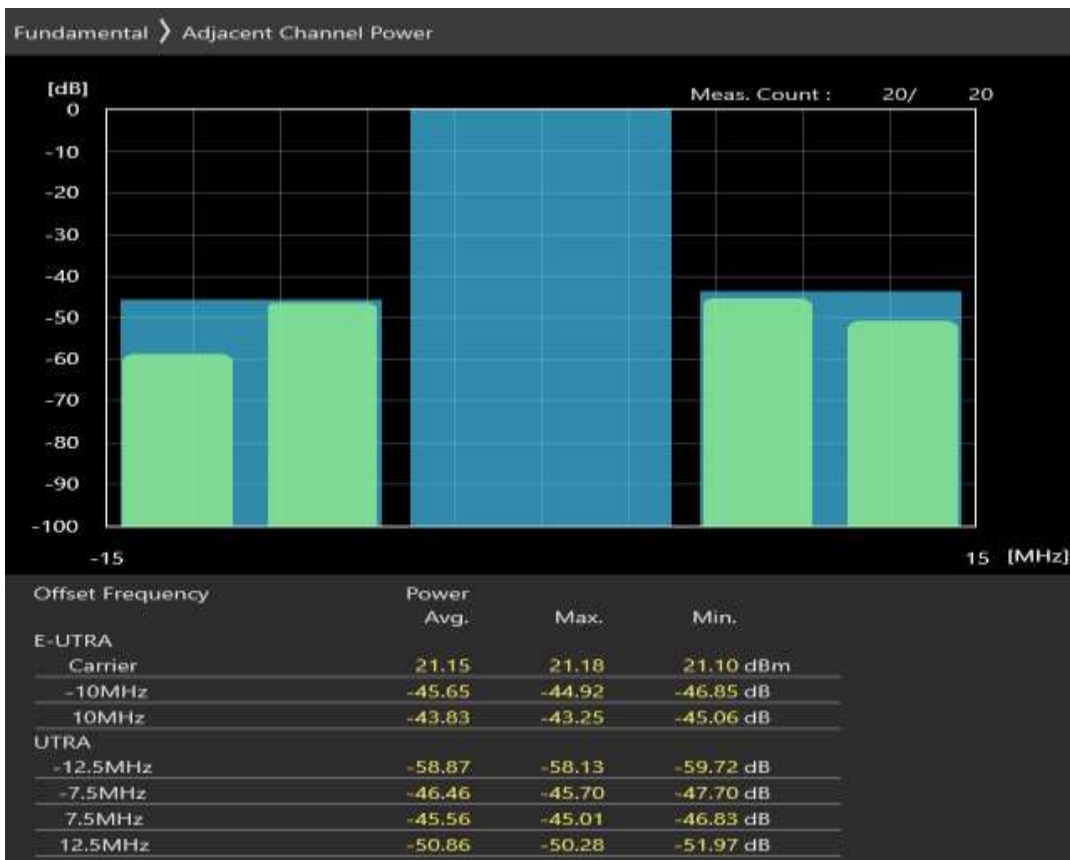 Fundamental ❯ Adjacent Channel Power
[dB]
Meas. Count : 20/ 20
0
-10
-20
-30
-40
-50
-60
-70
-80
-90
-100
-15 15 [MHz]
Offset Frequency Power
Avg. Max. Min.
E-UTRA
Carrier 21.15 21.18 21.10 dBm
-10MHz -45.65 -44.92 -46.85 dB
10MHz -43.83 -43.25 -45.06 dB
UTRA
-12.5MHz -58.87 -58.13 -59.72 dB
-7.5MHz -46.46 -45.70 -47.70 dB
7.5MHz -45.56 -45.01 -46.83 dB
12.5MHz -50.86 -50.28 -51.97 dB